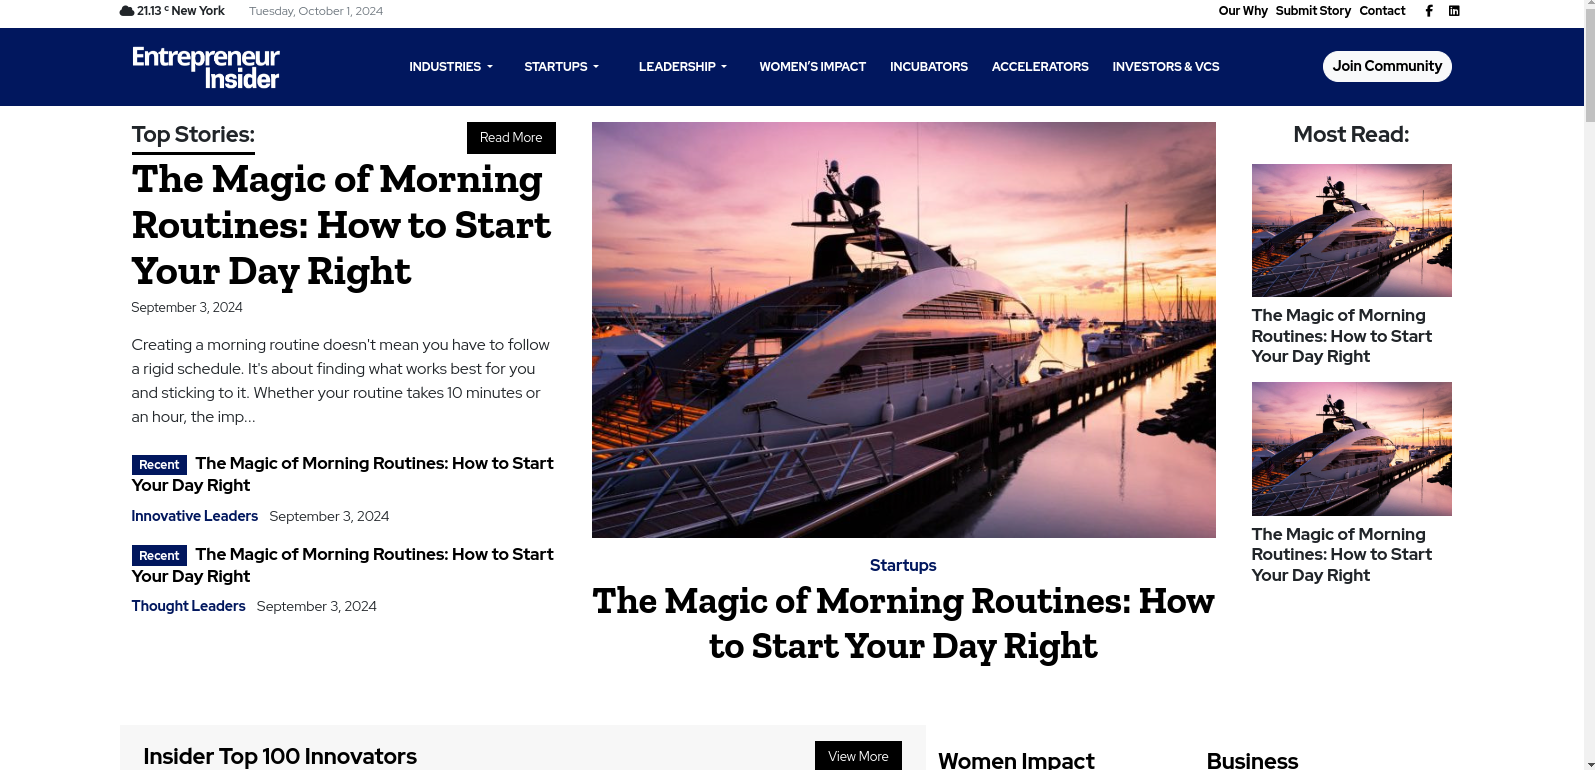 21.13 c New York
Tuesday, October 1, 2024
Our Why Submit Story Contact
Entrepreneur
Insider
INDUSTRIES
STARTUPS
LEADERSHIP
WOMEN'S IMPACT
INCUBATORS
ACCELERATORS
INVESTORS & VCS
Join Community
Top Stories:
Read More
The Magic of Morning
Routines: How to Start
Your Day Right
September 3, 2024
Creating a morning routine doesn't mean you have to follow
a rigid schedule. It's about finding what works best for you
and sticking to it. Whether your routine takes 10 minutes or
an hour, the imp...
Recent The Magic of Morning Routines: How to Start
Your Day Right
Innovative Leaders September 3, 2024
Recent The Magic of Morning Routines: How to Start
Your Day Right
Thought Leaders September 3, 2024
Startups
The Magic of Morning Routines: How
to Start Your Day Right
Most Read:
The Magic of Morning
Routines: How to Start
Your Day Right
The Magic of Morning
Routines: How to Start
Your Day Right
Insider Top 100 Innovators
View More
Women Impact
Business